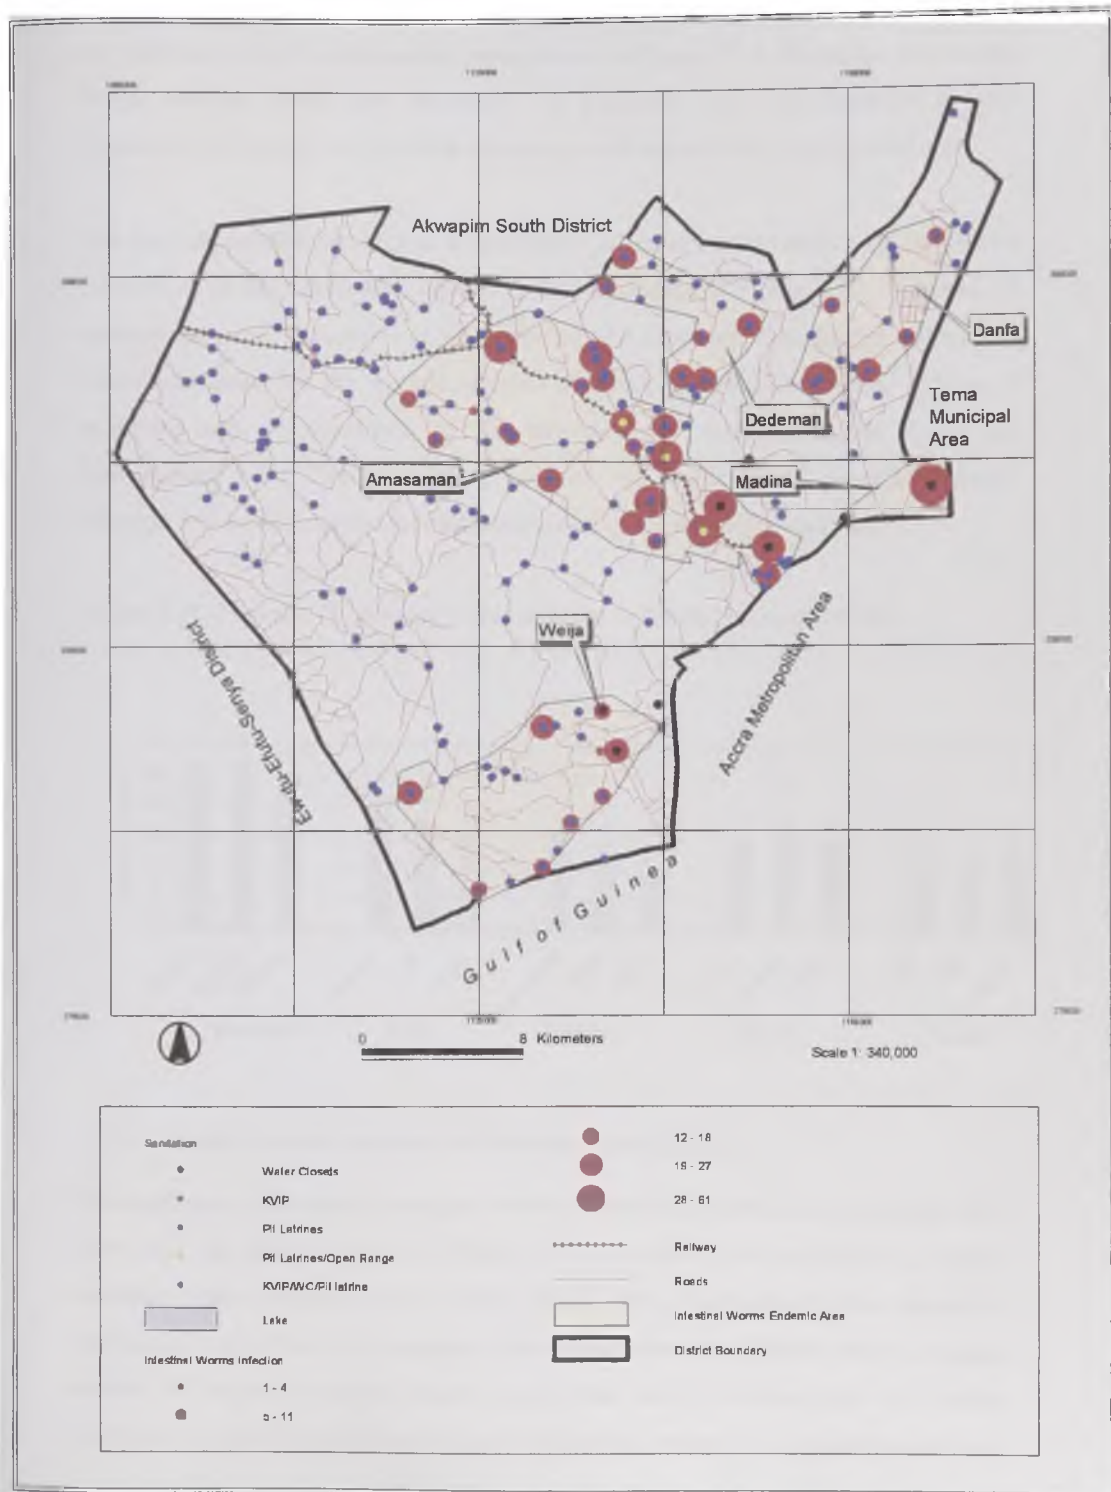 Akwapim South District
Danfa
Tema
Municipal
Area
Dedeman
Amasaman
Madina
Weija
Ewutu-Efutu-Senya District
Accra Metropolitan Area
Gulf of Guinea
0 8 Kilometers
Scale 1: 340,000
Sanitation
Water Closets
KVIP
Pit Latrines
Pit Latrines/Open Range
KVIP/WC/Pit latrine
Lake
Intestinal Worms Infection
1 - 4
5 - 11
12 - 18
19 - 27
28 - 61
Railway
Roads
Intestinal Worms Endemic Area
District Boundary